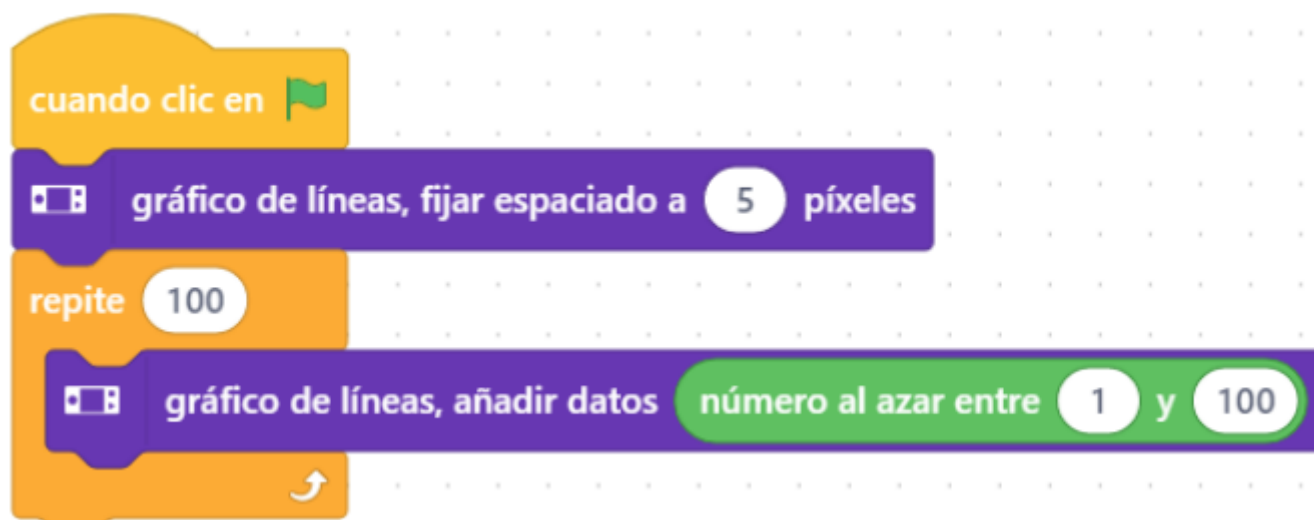 cuando clic en
gráfico de líneas, fijar espaciado a 5 píxeles
repite 100
gráfico de líneas, añadir datos número al azar entre 1 y 100